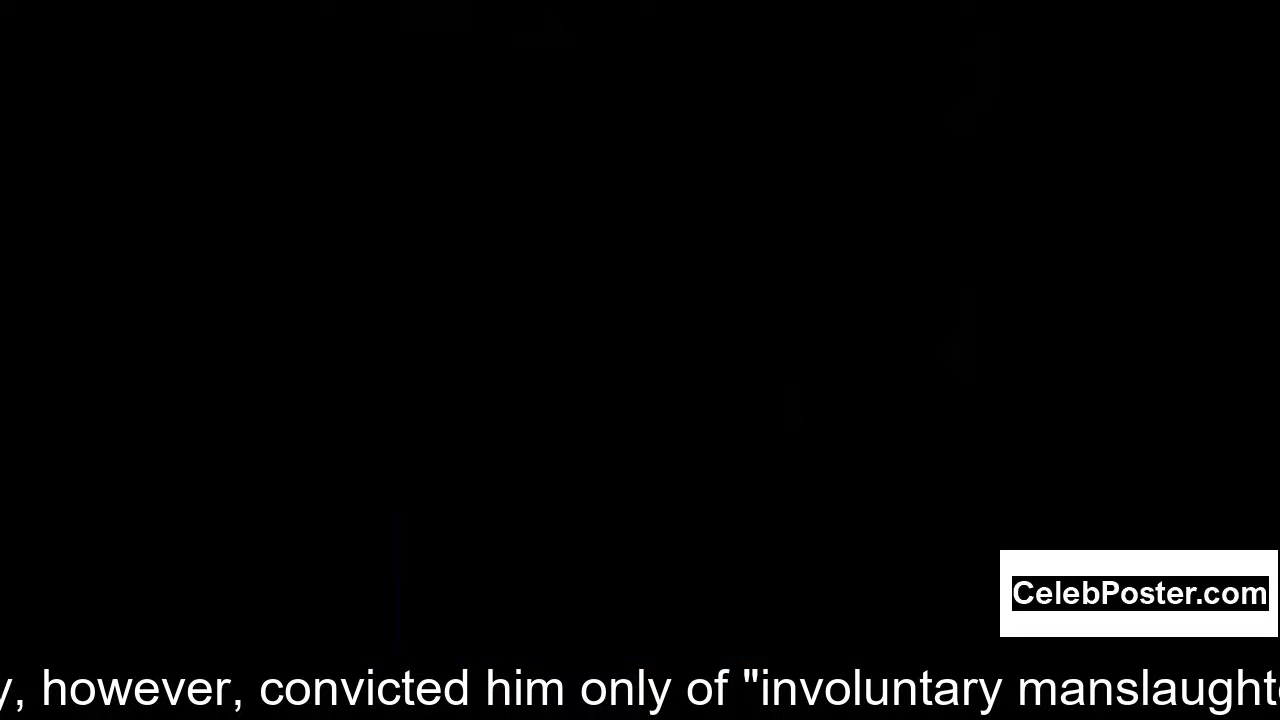 CelebPoster.com
y, however, convicted him only of "involuntary manslaught